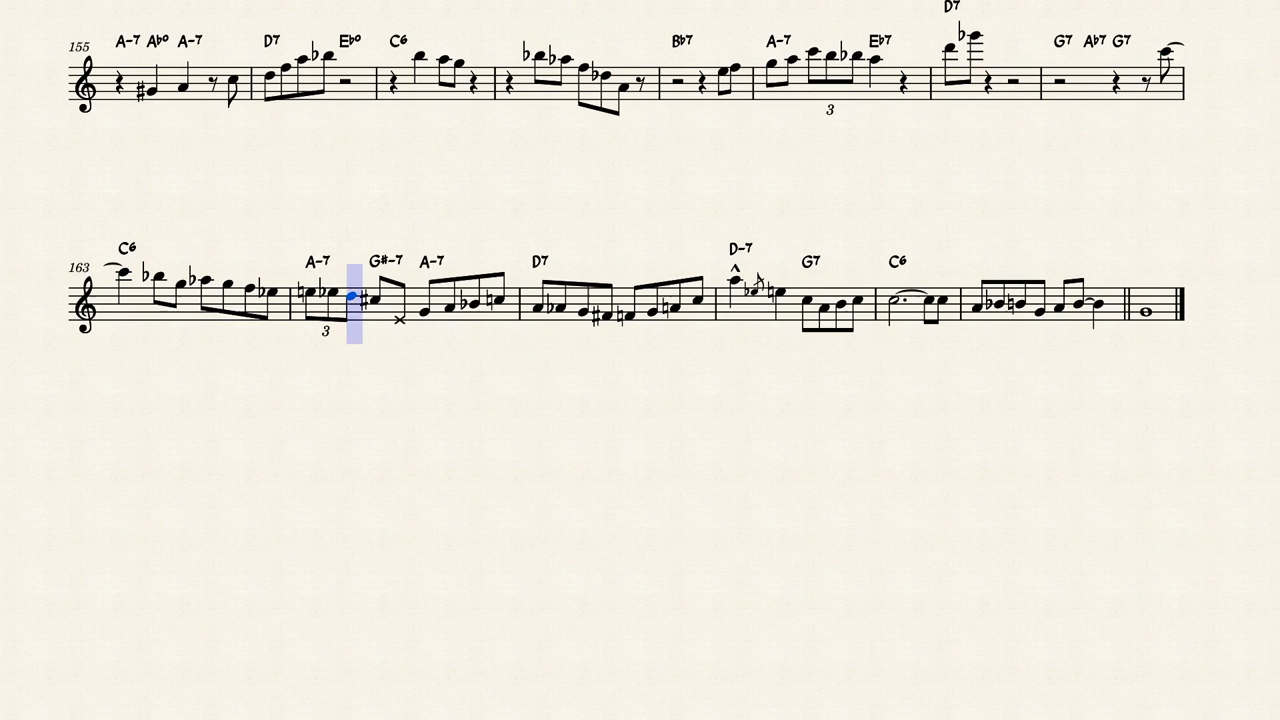 D7
155 A-7 A♭o A-7 D7 E♭o C6 B♭7 A-7 E♭7 G7 A♭7 G7
3
163 C6 A-7 G#-7 A-7 D7 D-7 G7 C6
3